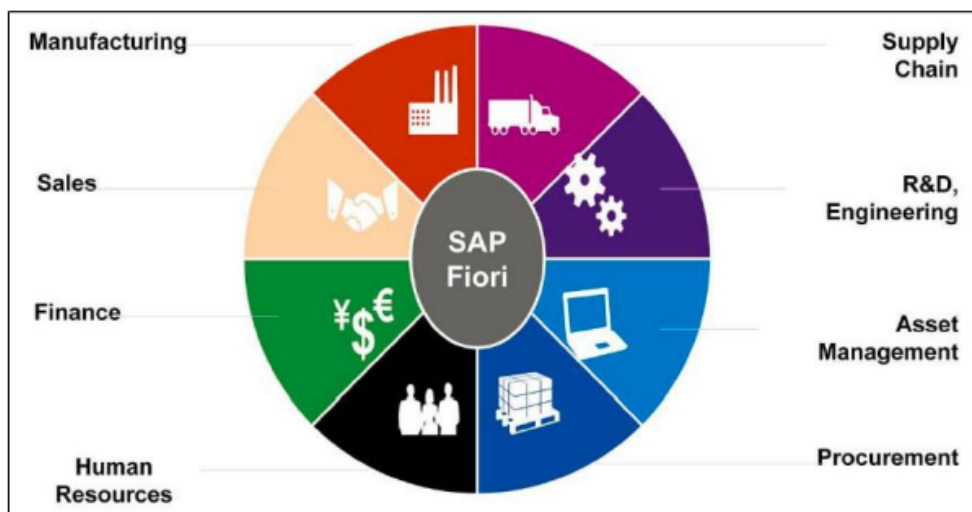 Manufacturing
Supply
Chain
Sales
R&D,
Engineering
SAP
Fiori
Finance
¥$€
Asset
Management
Human
Resources
Procurement